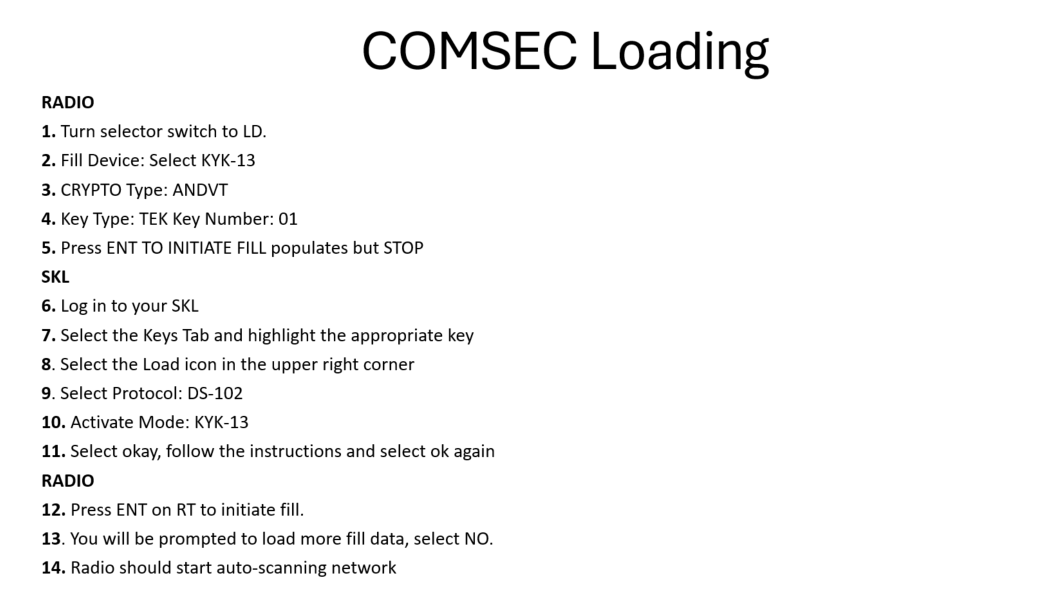 COMSEC Loading
RADIO
1. Turn selector switch to LD.
2. Fill Device: Select KYK-13
3. CRYPTO Type: ANDVT
4. Key Type: TEK Key Number: 01
5. Press ENT TO INITIATE FILL populates but STOP
SKL
6. Log in to your SKL
7. Select the Keys Tab and highlight the appropriate key
8. Select the Load icon in the upper right corner
9. Select Protocol: DS-102
10. Activate Mode: KYK-13
11. Select okay, follow the instructions and select ok again
RADIO
12. Press ENT on RT to initiate fill.
13. You will be prompted to load more fill data, select NO.
14. Radio should start auto-scanning network